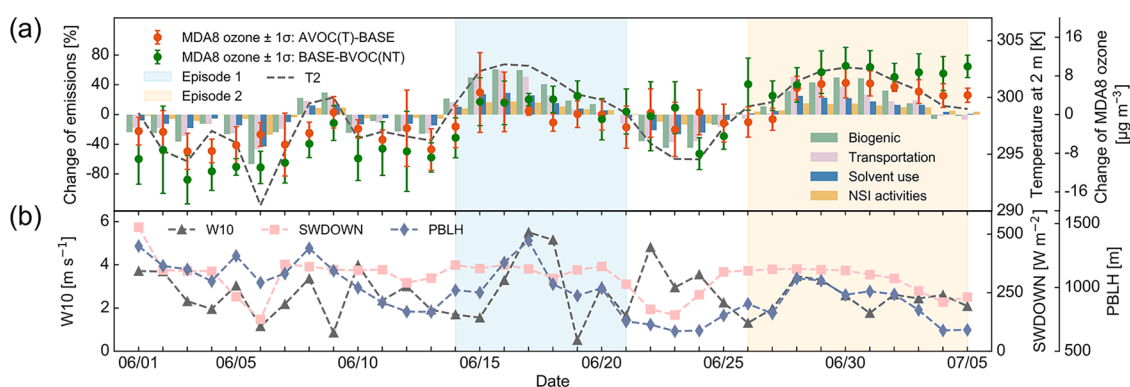 (a)
MDA8 ozone ± 1σ: AVOC(T)-BASE
MDA8 ozone ± 1σ: BASE-BVOC(NT)
Episode 1
T2
Episode 2
Change of emissions [%]
80
40
0
-40
-80
Biogenic
Transportation
Solvent use
NSI activities
305
300
295
290
Temperature at 2 m [K]
16
8
0
-8
-16
Change of MDA8 ozone
[µg m⁻³]
(b)
W10
SWDOWN
PBLH
W10 [m s⁻¹]
6
4
2
0
500
250
0
SWDOWN [W m⁻²]
1500
1000
500
PBLH [m]
06/01
06/05
06/10
06/15
06/20
06/25
06/30
07/05
Date